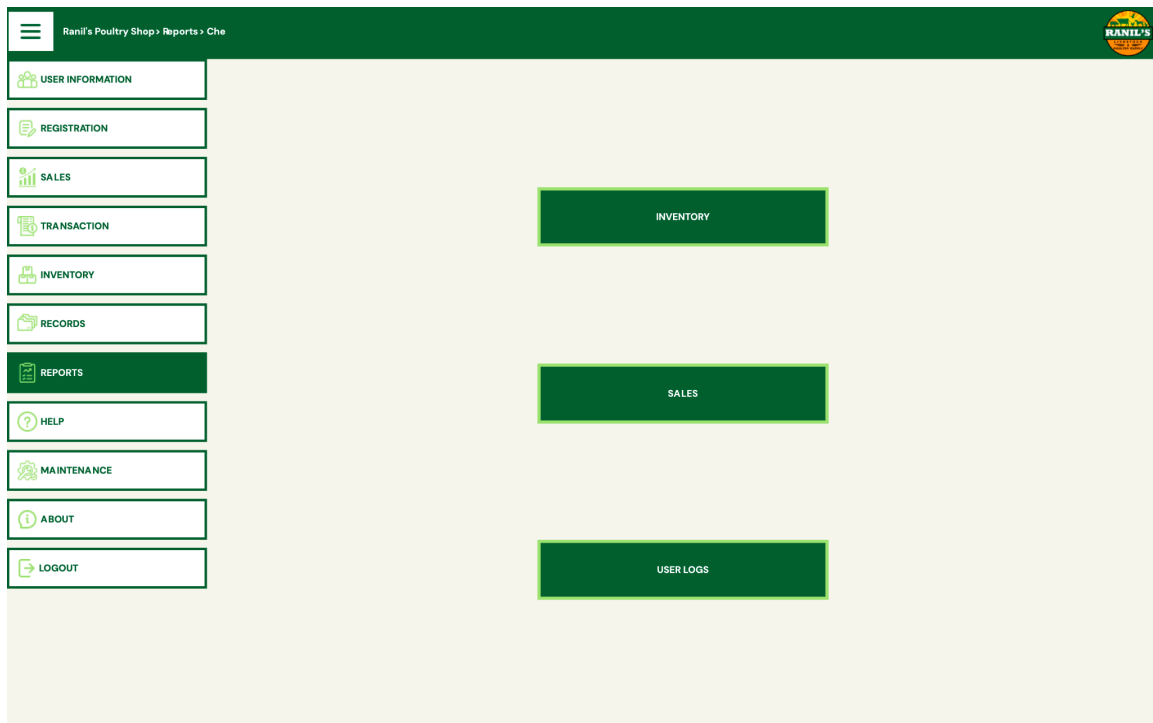 Ranil's Poultry Shop > Reports > Che
RANIL'S
USER INFORMATION
REGISTRATION
SALES
TRANSACTION
INVENTORY
RECORDS
REPORTS
HELP
MAINTENANCE
ABOUT
LOGOUT
INVENTORY
SALES
USER LOGS